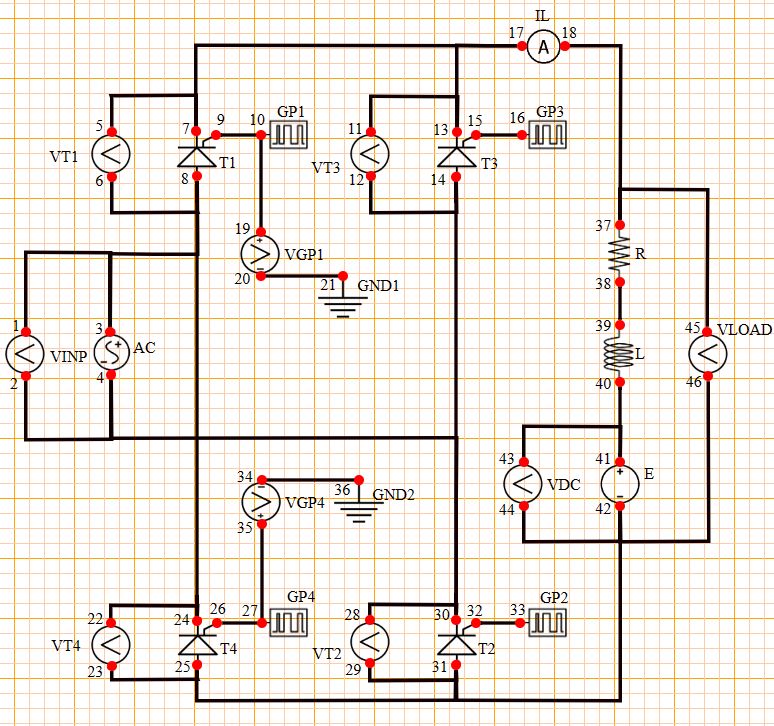 IL
17 18
A
GP1 GP3
5 7 9 10 11 13 15 16
VT1 T1 VT3 T3
6 8 12 14
19
37
VGP1 R
20 21 GND1
38
1 3 39 45 VLOAD
VINP AC L
2 4 40 46
43 41
34
36 GND2 VDC E
VGP4
44 42
35
GP4 GP2
22 24 26 27 28 30 32 33
VT4 T4 VT2 T2
23 25 29 31